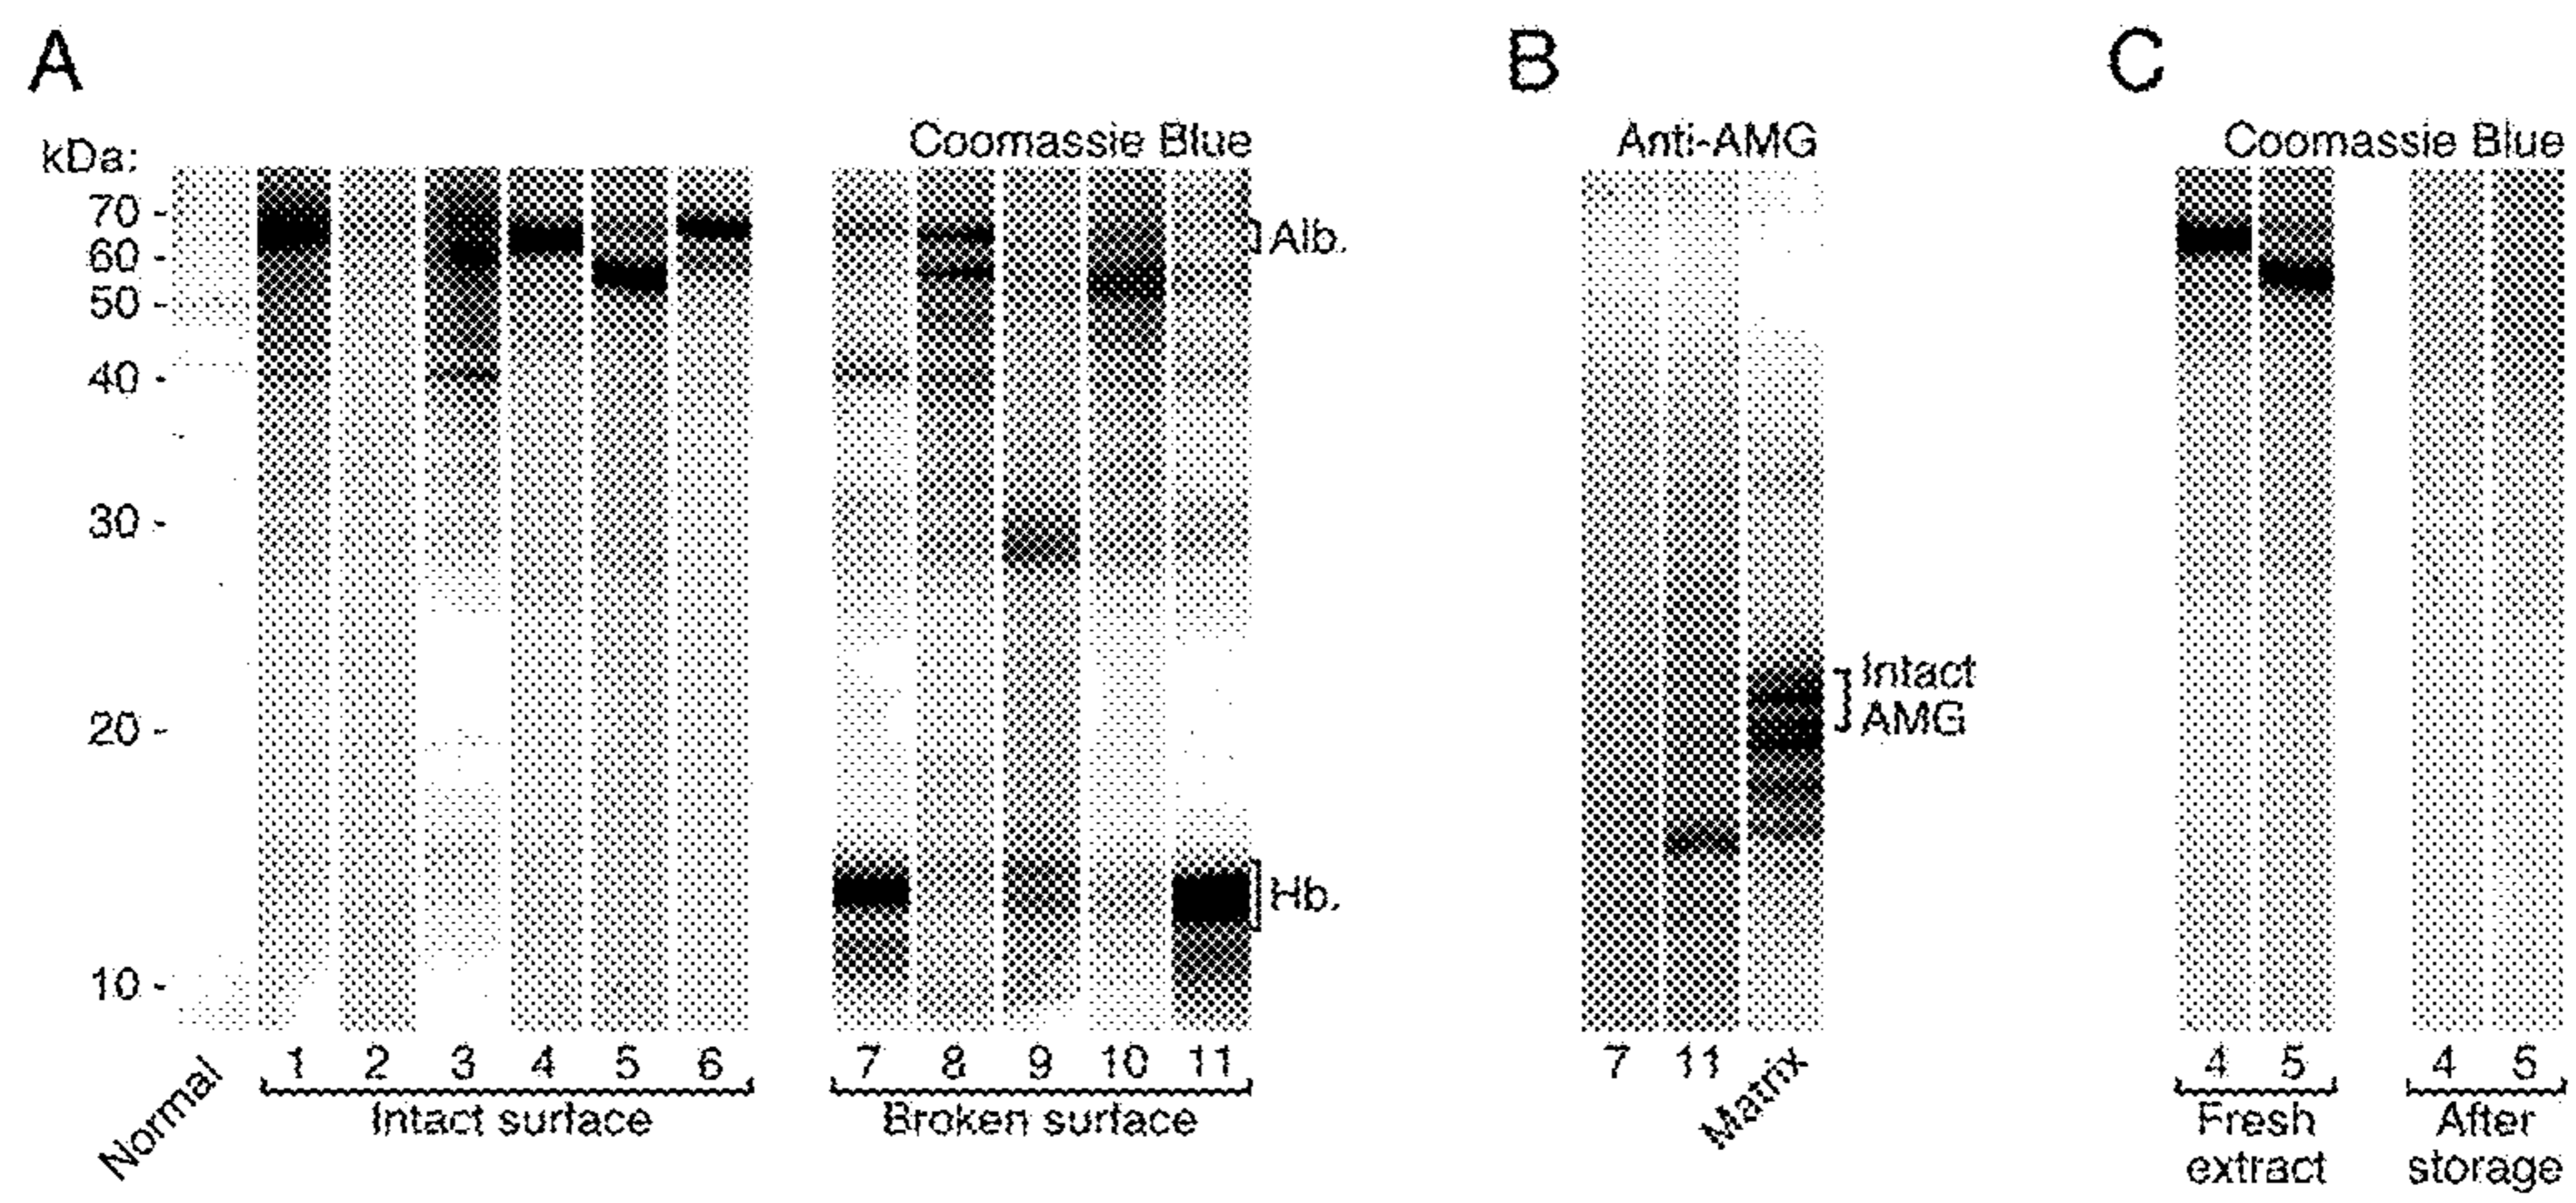 A
B
C
Coomassie Blue
Anti-AMG
Coomassie Blue
kDa:
70 -
60 -
50 -
40 -
30 -
20 -
10 -
Alb.
Hb.
Intact
AMG
Normal
1 2 3 4 5 6
Intact surface
7 8 9 10 11
Broken surface
7 11 Matrix
4 5
Fresh
extract
4 5
After
storage